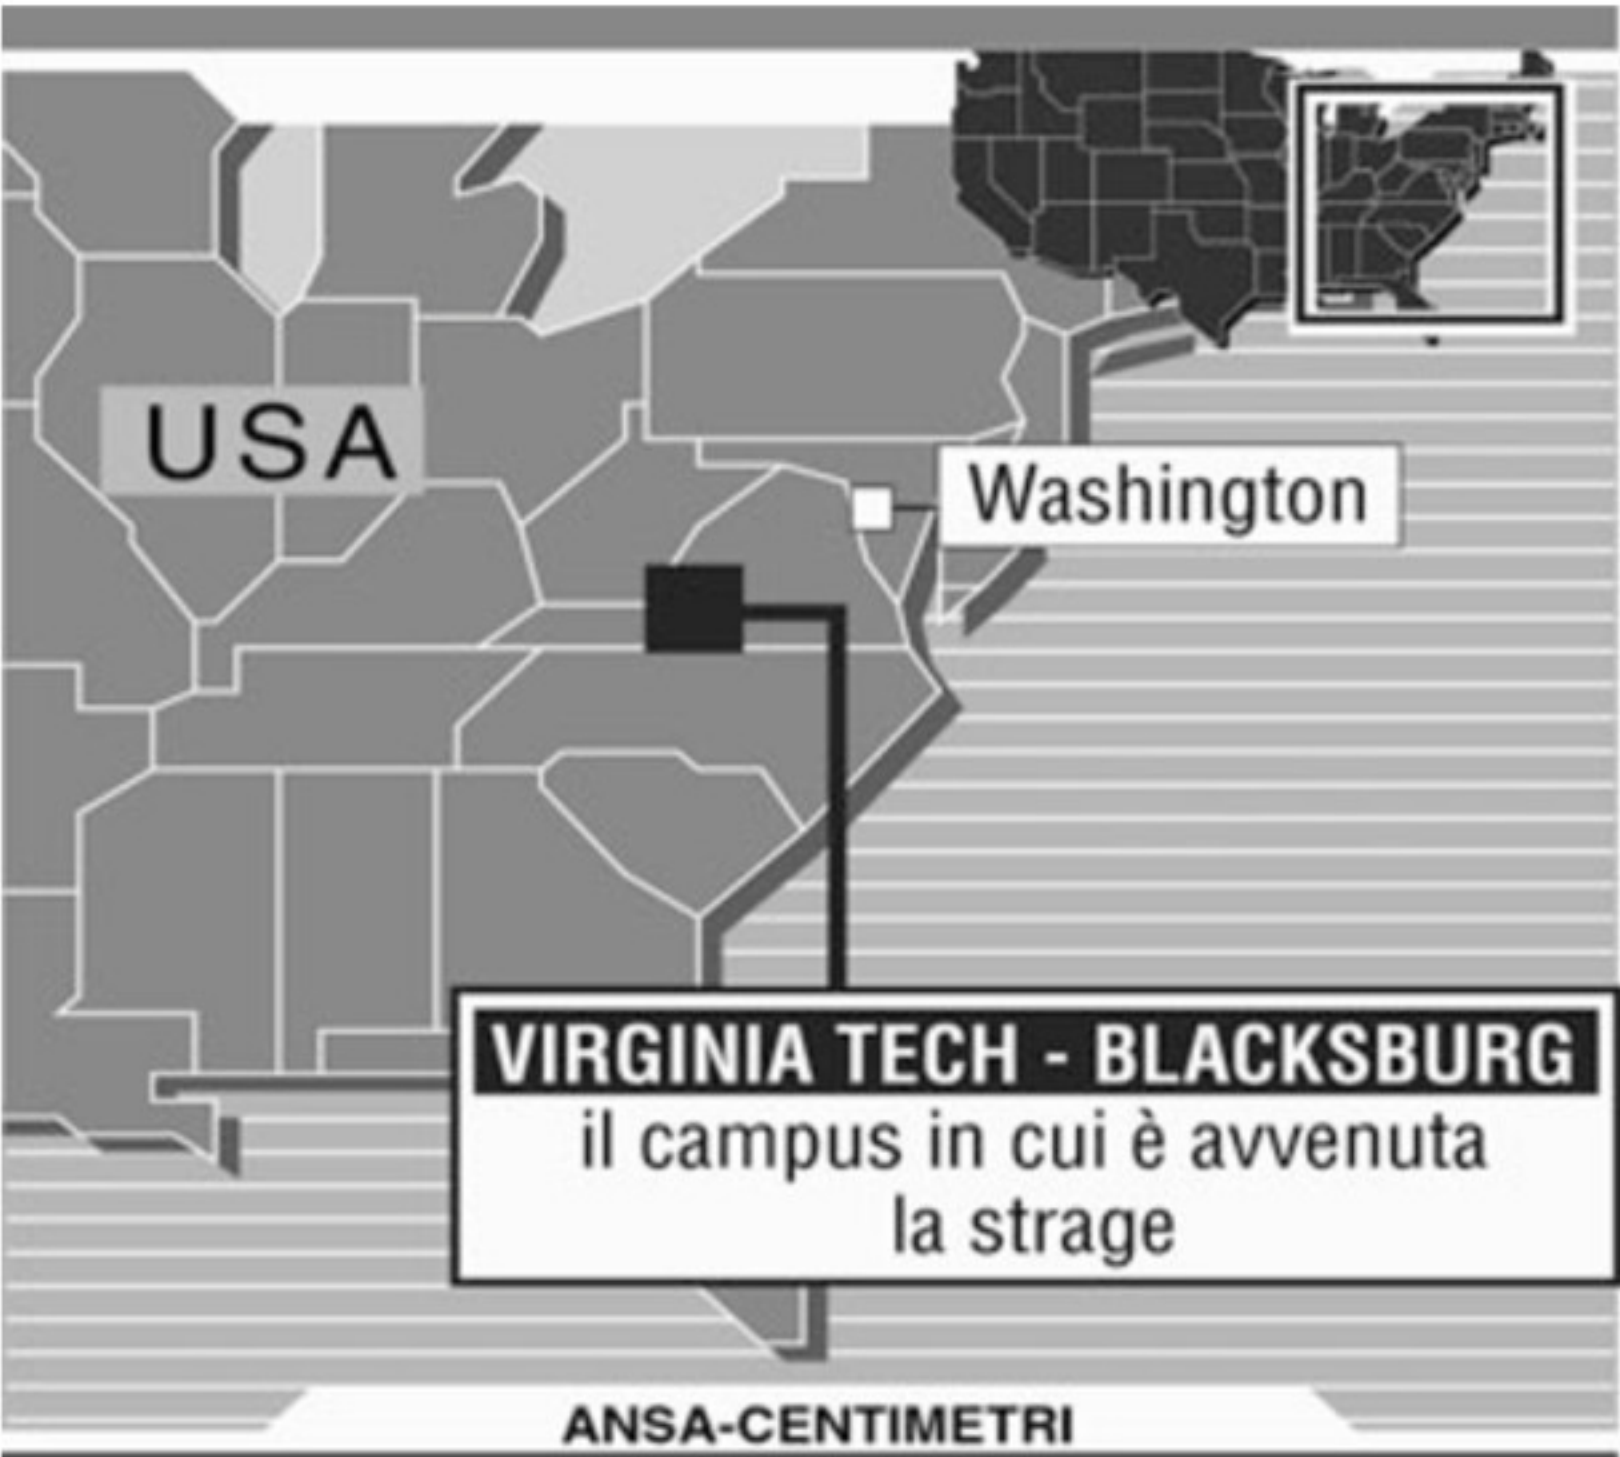 USA
Washington
VIRGINIA TECH - BLACKSBURG
il campus in cui è avvenuta
la strage
ANSA-CENTIMETRI